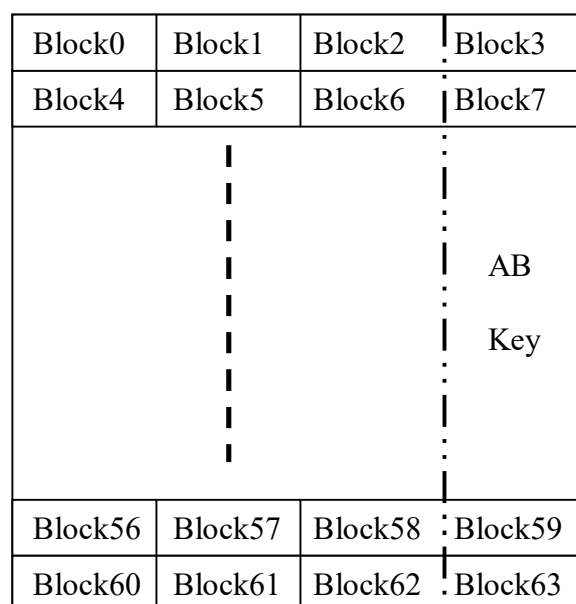 Block0 Block1 Block2 Block3
Block4 Block5 Block6 Block7
AB
Key
Block56 Block57 Block58 Block59
Block60 Block61 Block62 Block63